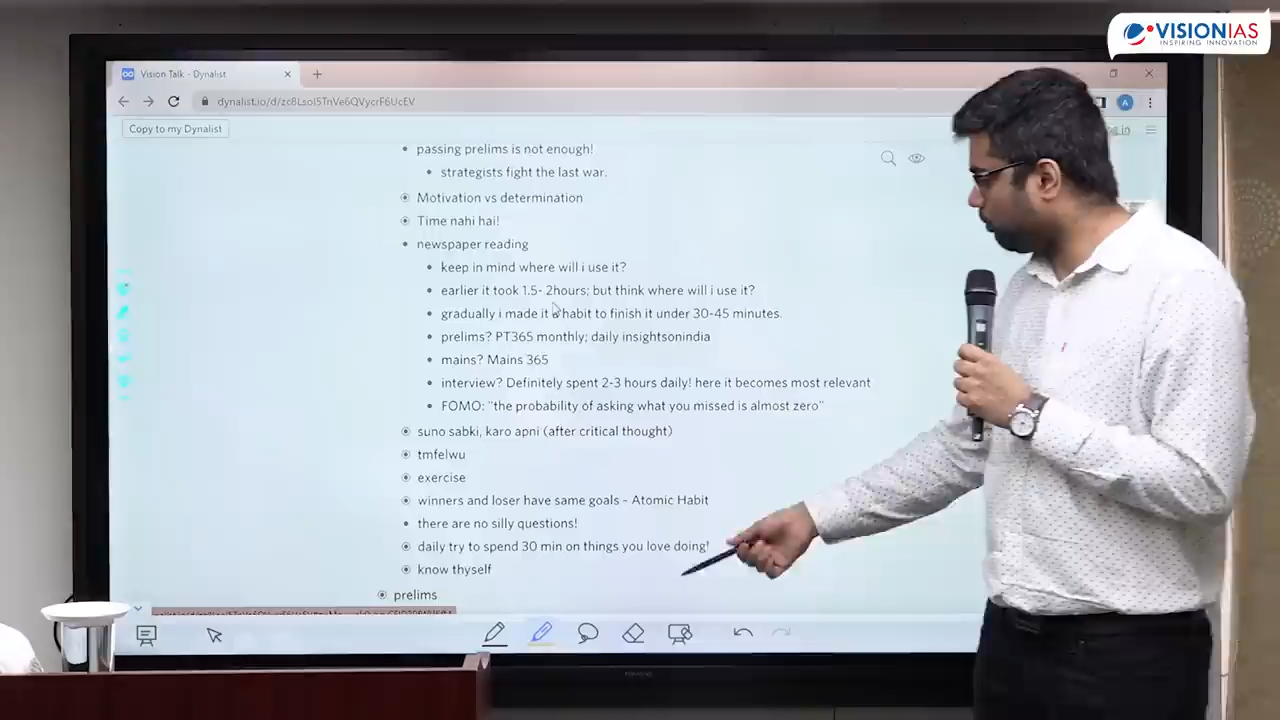 VISIONIAS
INSPIRING INNOVATION
Vision Talk - Dynalist
dynalist.io/d/zc8LsoI5TnVe6QVycrF6UcEV
A
Copy to my Dynalist
passing prelims is not enough!
strategists fight the last war.
Motivation vs determination
Time nahi hai!
newspaper reading
keep in mind where will i use it?
earlier it took 1.5- 2hours; but think where will i use it?
gradually i made it a habit to finish it under 30-45 minutes.
prelims? PT365 monthly; daily insightsonindia
mains? Mains 365
interview? Definitely spent 2-3 hours daily! here it becomes most relevant
FOMO: "the probability of asking what you missed is almost zero"
suno sabki, karo apni (after critical thought)
tmfelwu
exercise
winners and loser have same goals - Atomic Habit
there are no silly questions!
daily try to spend 30 min on things you love doing!
know thyself
prelims